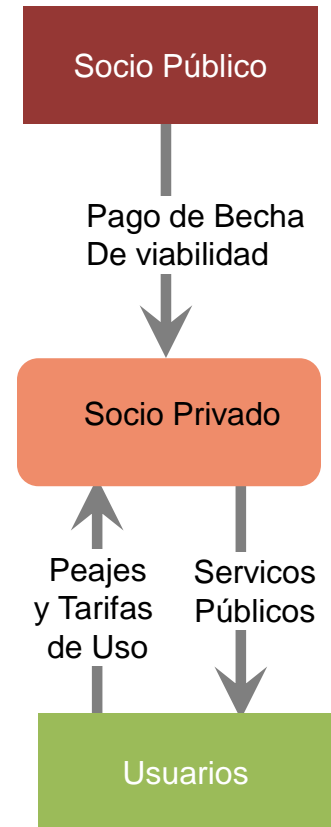 Socio Público
Pago de Becha
De viabilidad
Socio Privado
Peajes
y Tarifas
de Uso
Servicos
Públicos
Usuarios